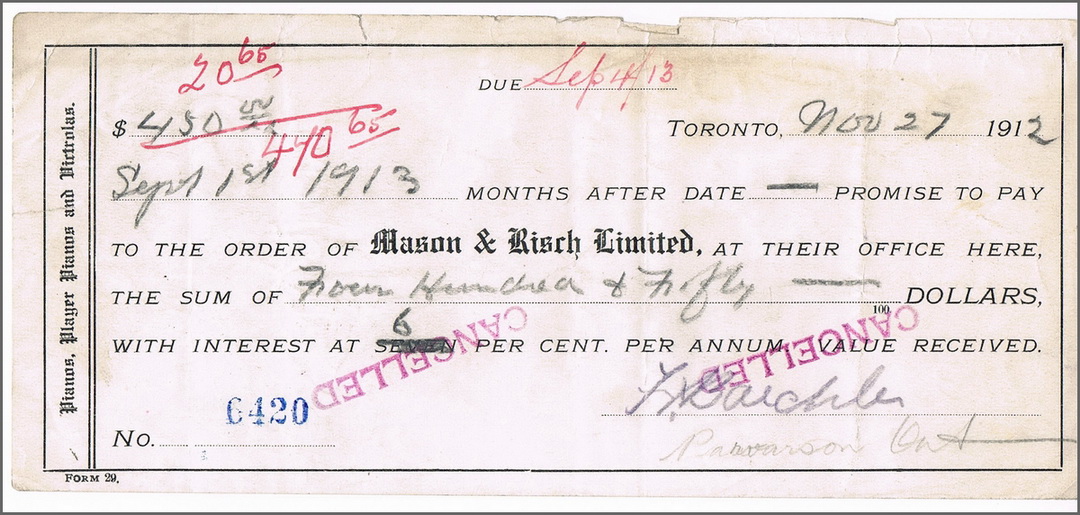 Pianos, Player Pianos and Victrolas.
20 65
DUE Sep 4/13
$ 450 00/xx TORONTO, Nov 27 1912
470 65
Sept 1st 1913 MONTHS AFTER DATE — PROMISE TO PAY
TO THE ORDER OF Mason & Risch Limited, AT THEIR OFFICE HERE,
THE SUM OF Four Hundred & Fifty — 100 DOLLARS,
6
WITH INTEREST AT SEVEN PER CENT. PER ANNUM, VALUE RECEIVED.
CANCELLED
CANCELLED
6420
No.
Ont
FORM 29.